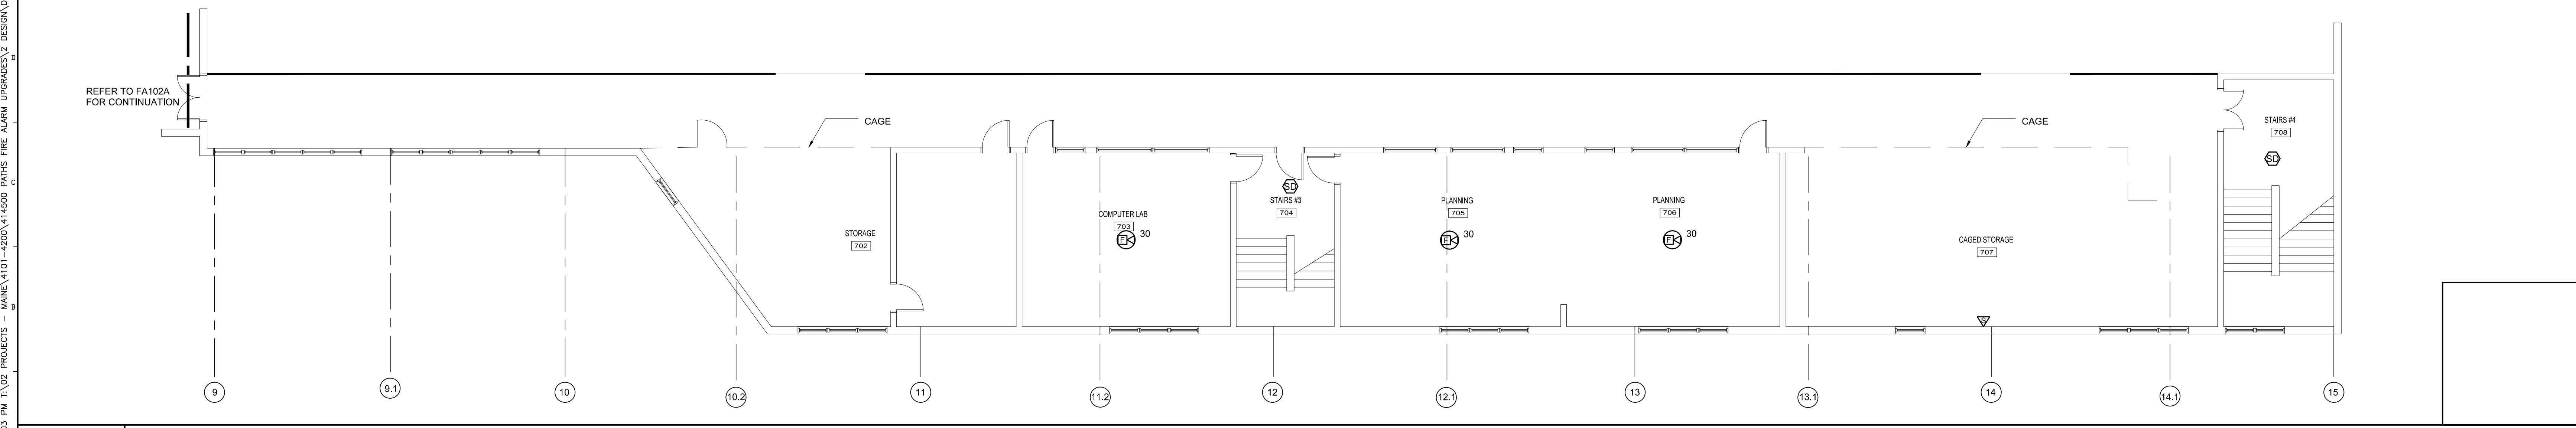 03 PM T:\02 PROJECTS - MAINE\4101-4200\414500 PATHS FIRE ALARM UPGRADES\2 DESIGN\D
D
C
B
REFER TO FA102A
FOR CONTINUATION
CAGE
CAGE
STAIRS #4
708
SD
SD
STAIRS #3
704
PLANNING
705
PLANNING
706
COMPUTER LAB
703
30
30
30
STORAGE
702
CAGED STORAGE
707
S
9
9.1
10
10.2
11
11.2
12
12.1
13
13.1
14
14.1
15